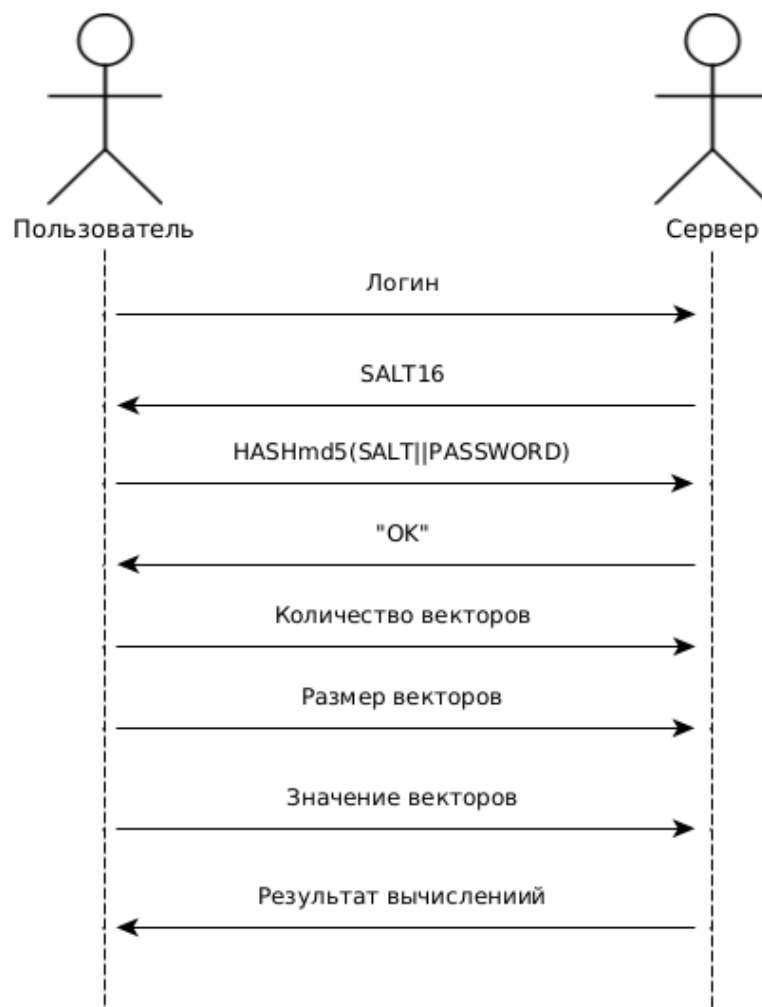 Пользователь
Сервер
Логин
SALT16
HASHmd5(SALT||PASSWORD)
"OK"
Количество векторов
Размер векторов
Значение векторов
Результат вычислениий